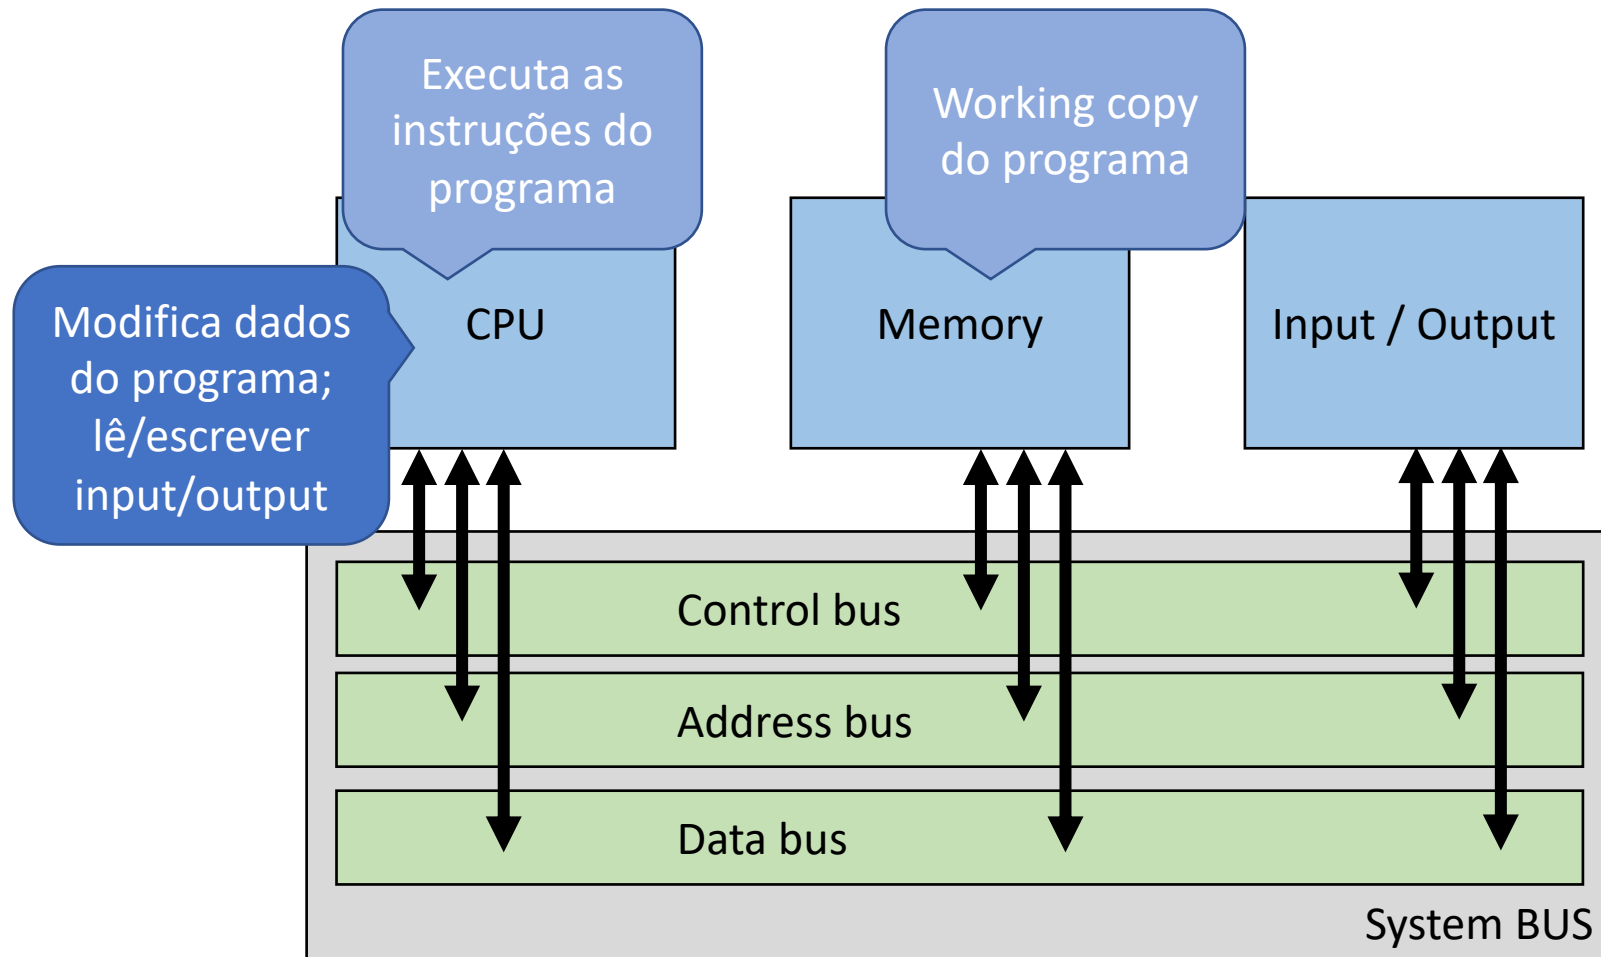 Executa as
instruções do
programa
Working copy
do programa
Modifica dados
do programa;
lê/escrever
input/output
CPU
Memory
Input / Output
Control bus
Address bus
Data bus
System BUS